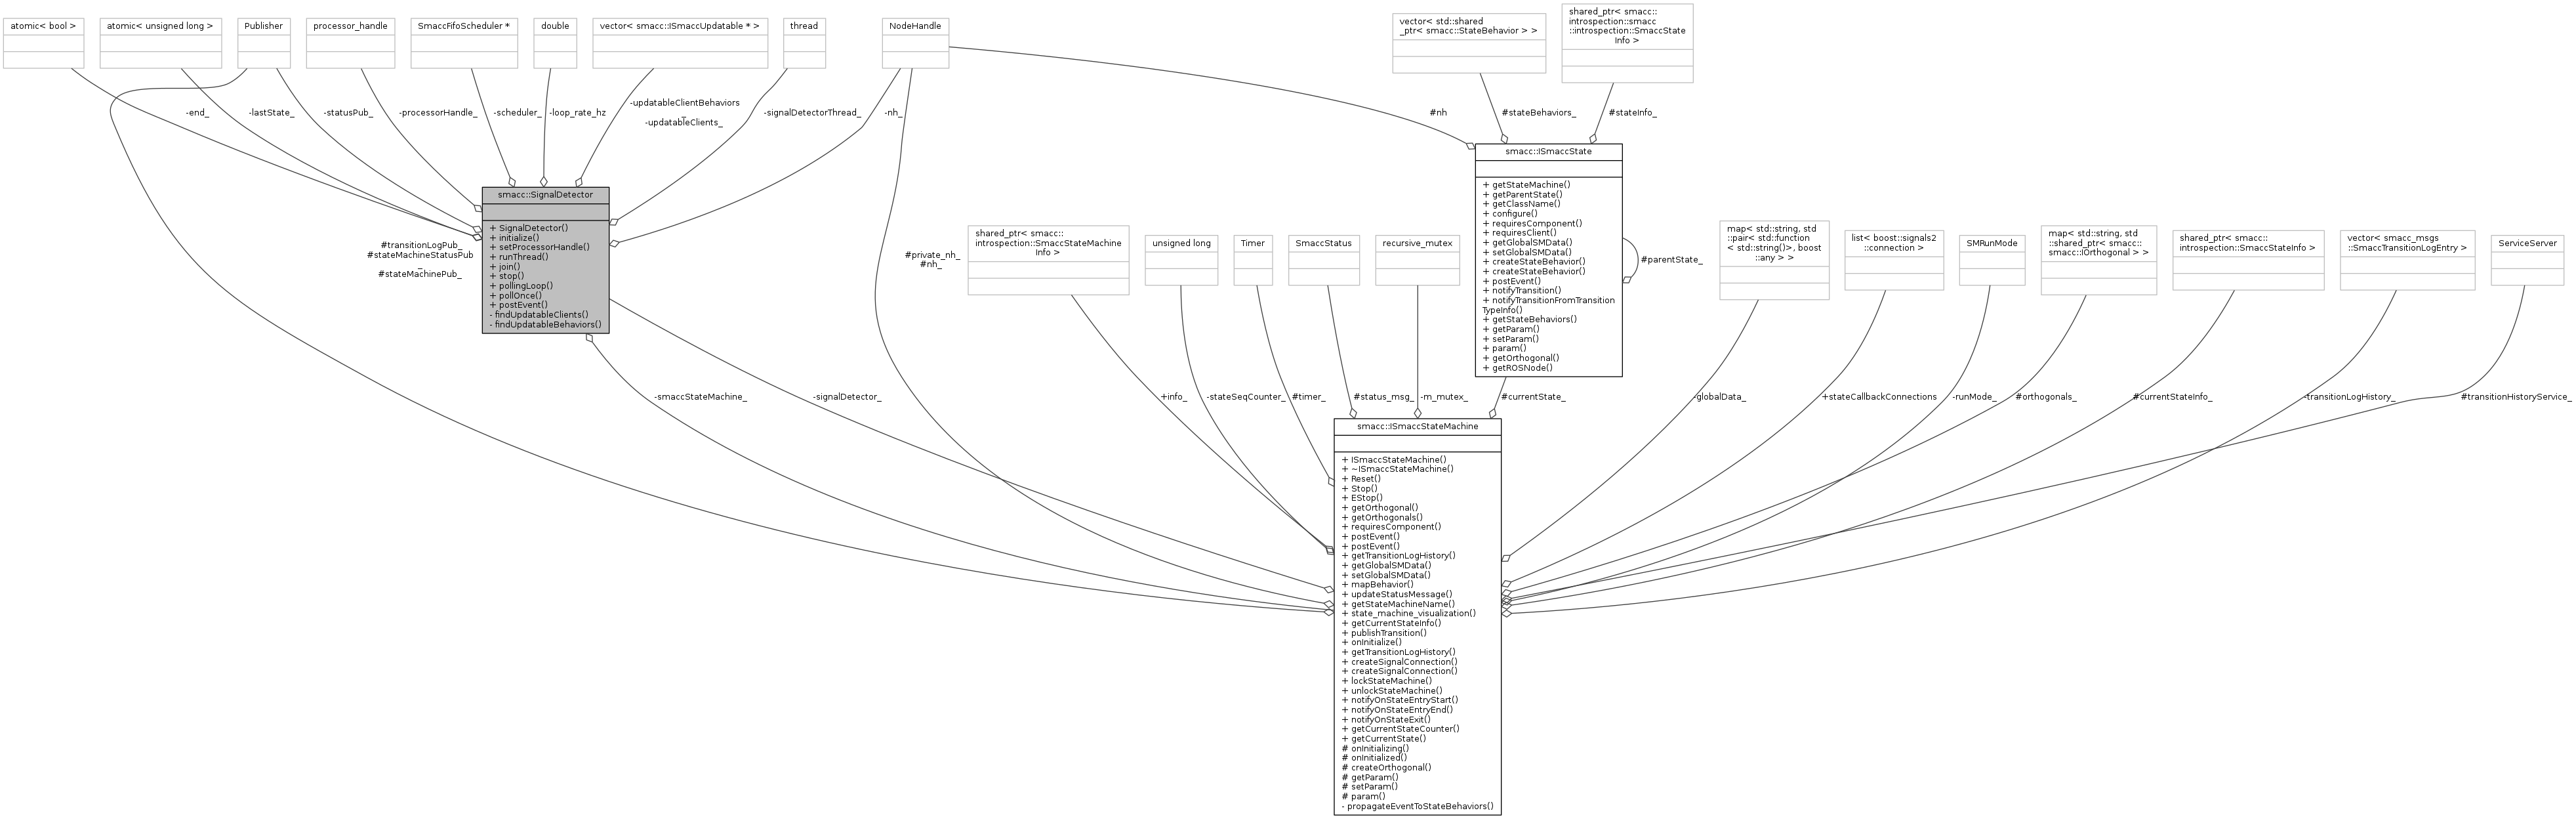 atomic< bool >
atomic< unsigned long >
Publisher
processor_handle
SmaccFifoScheduler *
double
vector< smacc::ISmaccUpdatable * >
thread
NodeHandle
vector< std::shared
_ptr< smacc::StateBehavior > >
shared_ptr< smacc::
introspection::smacc
::introspection::SmaccState
Info >
-end_
-lastState_
-statusPub_
-processorHandle_
-scheduler_
-loop_rate_hz
-updatableClientBehaviors
_
-updatableClients_
-signalDetectorThread_
-nh_
#nh
#stateBehaviors_
#stateInfo_
smacc::SignalDetector
+ SignalDetector()
+ initialize()
+ setProcessorHandle()
+ runThread()
+ join()
+ stop()
+ pollingLoop()
+ pollOnce()
+ postEvent()
- findUpdatableClients()
- findUpdatableBehaviors()
smacc::ISmaccState
+ getStateMachine()
+ getParentState()
+ getClassName()
+ configure()
+ requiresComponent()
+ requiresClient()
+ getGlobalSMData()
+ setGlobalSMData()
+ createStateBehavior()
+ createStateBehavior()
+ postEvent()
+ notifyTransition()
+ notifyTransitionFromTransition
TypeInfo()
+ getStateBehaviors()
+ getParam()
+ setParam()
+ param()
+ getOrthogonal()
+ getROSNode()
#parentState_
#transitionLogPub_
#stateMachineStatusPub
_
#stateMachinePub_
#private_nh_
#nh_
shared_ptr< smacc::
introspection::SmaccStateMachine
Info >
unsigned long
Timer
SmaccStatus
recursive_mutex
map< std::string, std
::pair< std::function
< std::string()>, boost
::any > >
list< boost::signals2
::connection >
SMRunMode
map< std::string, std
::shared_ptr< smacc::
smacc::IOrthogonal > >
shared_ptr< smacc::
introspection::SmaccStateInfo >
vector< smacc_msgs
::SmaccTransitionLogEntry >
ServiceServer
-smaccStateMachine_
-signalDetector_
+info_
-stateSeqCounter_
#timer_
#status_msg_
-m_mutex_
#currentState_
-globalData_
+stateCallbackConnections
-runMode_
#orthogonals_
#currentStateInfo_
-transitionLogHistory_
#transitionHistoryService_
smacc::ISmaccStateMachine
+ ISmaccStateMachine()
+ ~ISmaccStateMachine()
+ Reset()
+ Stop()
+ EStop()
+ getOrthogonal()
+ getOrthogonals()
+ requiresComponent()
+ postEvent()
+ postEvent()
+ getTransitionLogHistory()
+ getGlobalSMData()
+ setGlobalSMData()
+ mapBehavior()
+ updateStatusMessage()
+ getStateMachineName()
+ state_machine_visualization()
+ getCurrentStateInfo()
+ publishTransition()
+ onInitialize()
+ getTransitionLogHistory()
+ createSignalConnection()
+ createSignalConnection()
+ lockStateMachine()
+ unlockStateMachine()
+ notifyOnStateEntryStart()
+ notifyOnStateEntryEnd()
+ notifyOnStateExit()
+ getCurrentStateCounter()
+ getCurrentState()
# onInitializing()
# onInitialized()
# createOrthogonal()
# getParam()
# setParam()
# param()
- propagateEventToStateBehaviors()